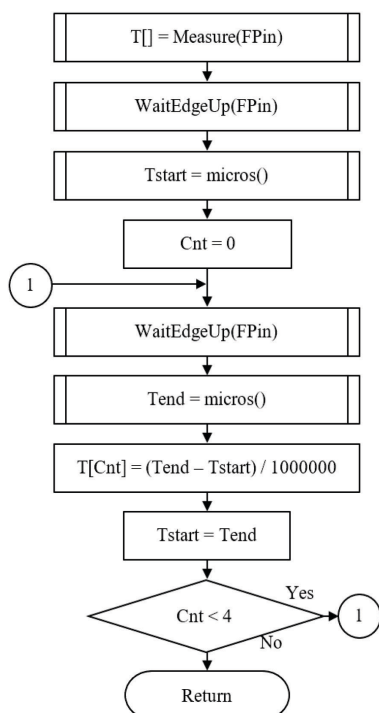 T[] = Measure(FPin)
WaitEdgeUp(FPin)
Tstart = micros()
Cnt = 0
1
WaitEdgeUp(FPin)
Tend = micros()
T[Cnt] = (Tend – Tstart) / 1000000
Tstart = Tend
Yes
Cnt < 4
1
No
Return